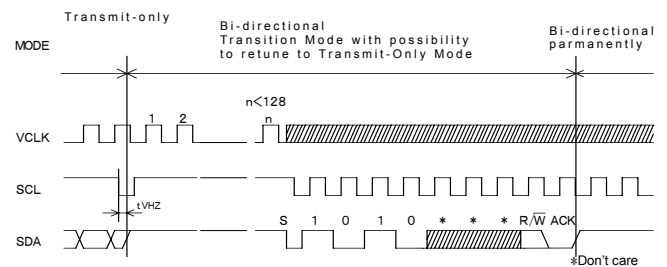 Transmit-only
Bi-directional
Transition Mode with possibility
to retune to Transmit-Only Mode
Bi-directional
parmanently
MODE
n<128
1 2 n
VCLK
SCL
tVHZ
S 1 0 1 0 * * * R/W ACK
SDA
*Don't care